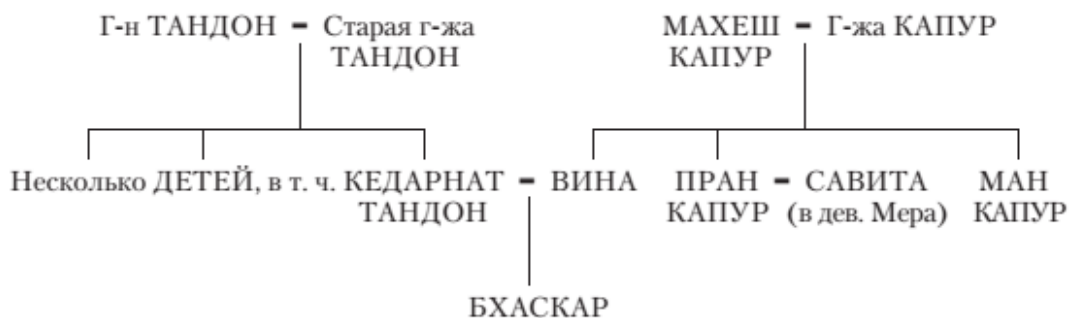 Г-н ТАНДОН = Старая г-жа МАХЕШ = Г-жа КАПУР
ТАНДОН КАПУР
Несколько ДЕТЕЙ, в т. ч. КЕДАРНАТ = ВИНА ПРАН = САВИТА МАН
ТАНДОН КАПУР (в дев. Мера) КАПУР
БХАСКАР